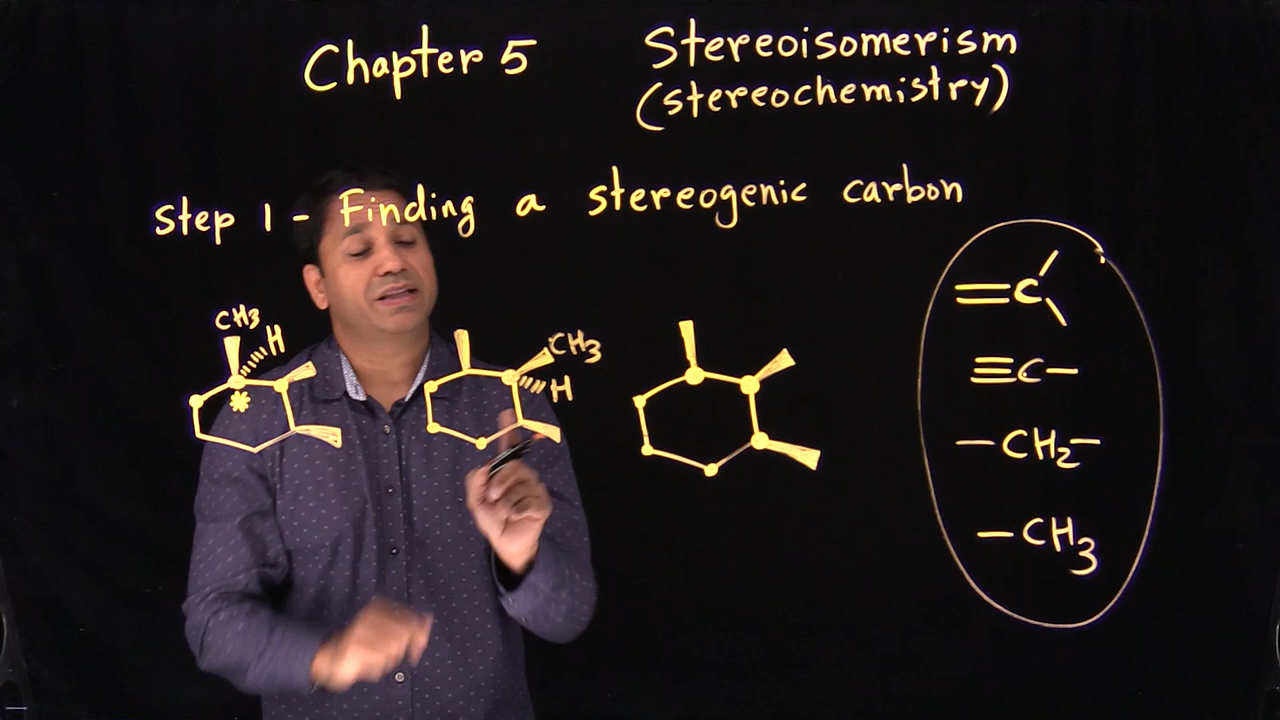 Chapter 5
Stereoisomerism
(stereochemistry)
Step 1 - Finding a stereogenic carbon
CH3
H
*
CH3
H
=C
≡C-
-CH2-
-CH3